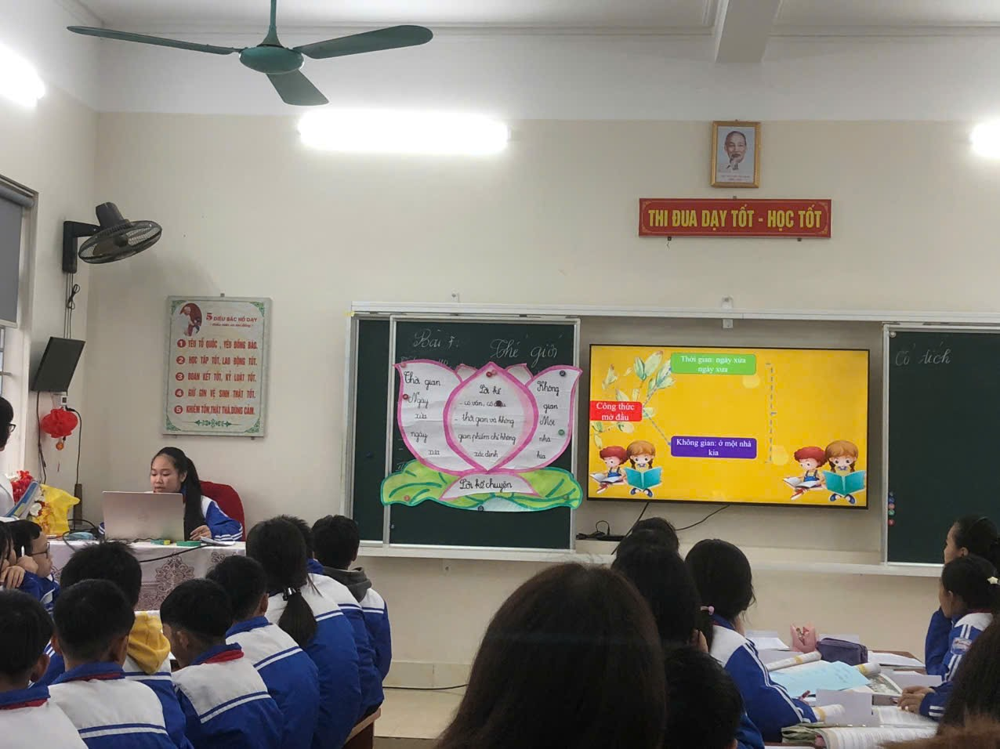 THI ĐUA DẠY TỐT - HỌC TỐT
5 ĐIỀU BÁC HỒ DẠY
1 YÊU TỔ QUỐC , YÊU ĐỒNG BÀO.
2 HỌC TẬP TỐT, LAO ĐỘNG TỐT.
3 ĐOÀN KẾT TỐT, KỶ LUẬT TỐT.
4 GIỮ GÌN VỆ SINH THẬT TỐT.
5 KHIÊM TỐN, THẬT THÀ, DŨNG CẢM.
Bài 7: Thế giới
Cổ tích
Thời gian
Ngày
xửa
ngày
xưa
Lời kể
- có vần, có
- thời gian và không
gian phiếm chỉ không
xác định
Không
gian
Một
nhà
kia
Lời kể chuyện
Thời gian: ngày xửa
ngày xưa
Công thức
mở đầu
Không gian: ở một nhà
kia